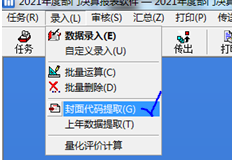 2021年度部门决算报表软件 — 2021年度部门决算
任务(R) 录入(L) 审核(S) 汇总(Z) 打印(P) 传
任务 传出
数据录入(E)
自定义录入(U)
批量运算(C)
批量删除(D)
封面代码提取(G)
上年数据提取(T)
量化评价计算